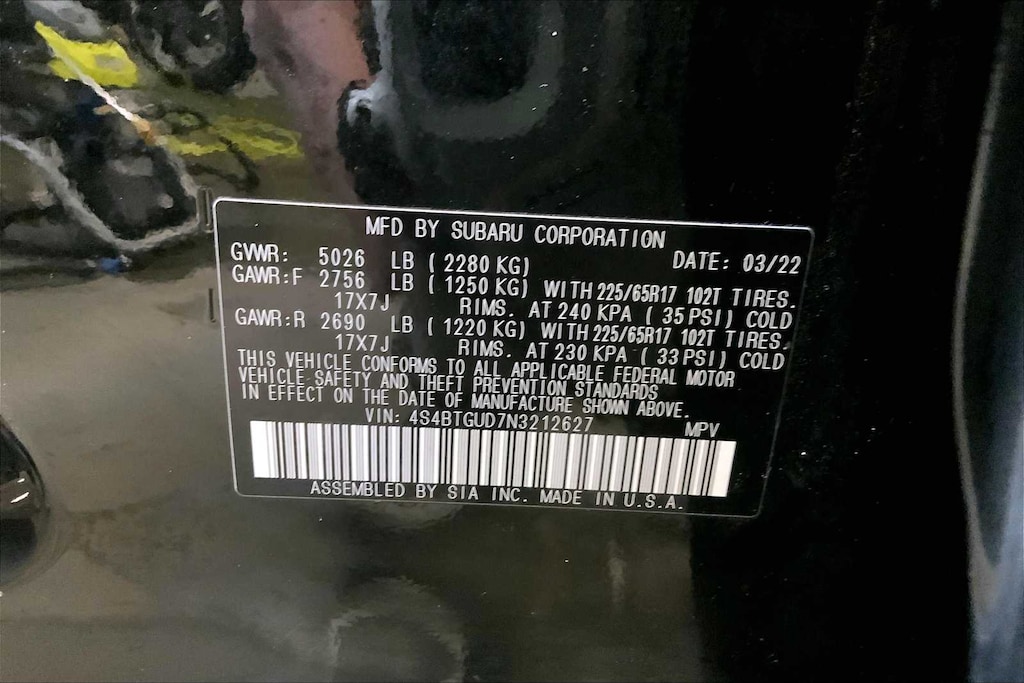 MFD BY SUBARU CORPORATION
GVWR: 5026 LB ( 2280 KG) DATE: 03/22
GAWR:F 2756 LB ( 1250 KG) WITH 225/65R17 102T TIRES.
17X7J RIMS. AT 240 KPA ( 35 PSI) COLD
GAWR:R 2690 LB ( 1220 KG) WITH 225/65R17 102T TIRES.
17X7J RIMS. AT 230 KPA ( 33 PSI) COLD
THIS VEHICLE CONFORMS TO ALL APPLICABLE FEDERAL MOTOR
VEHICLE SAFETY AND THEFT PREVENTION STANDARDS
IN EFFECT ON THE DATE OF MANUFACTURE SHOWN ABOVE.
VIN: 4S4BTGUD7N3212627 MPV
ASSEMBLED BY SIA INC. MADE IN U.S.A.